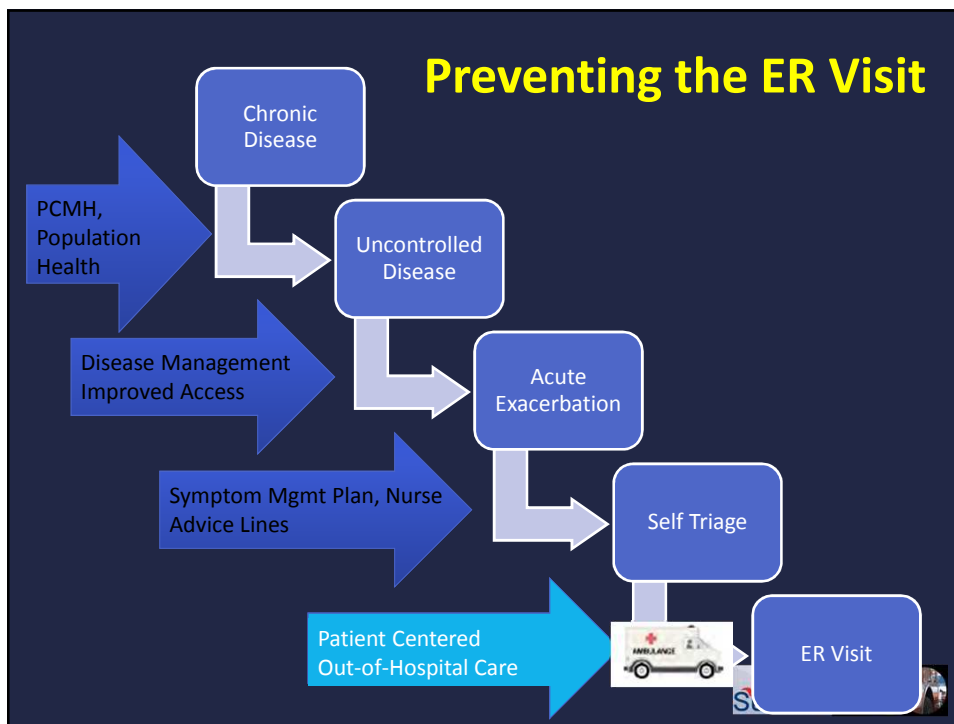 Preventing the ER Visit
Chronic
Disease
PCMH,
Population
Health
Uncontrolled
Disease
Disease Management
Improved Access
Acute
Exacerbation
Symptom Mgmt Plan, Nurse
Advice Lines
Self Triage
Patient Centered
Out-of-Hospital Care
AMBULANCE
ER Visit